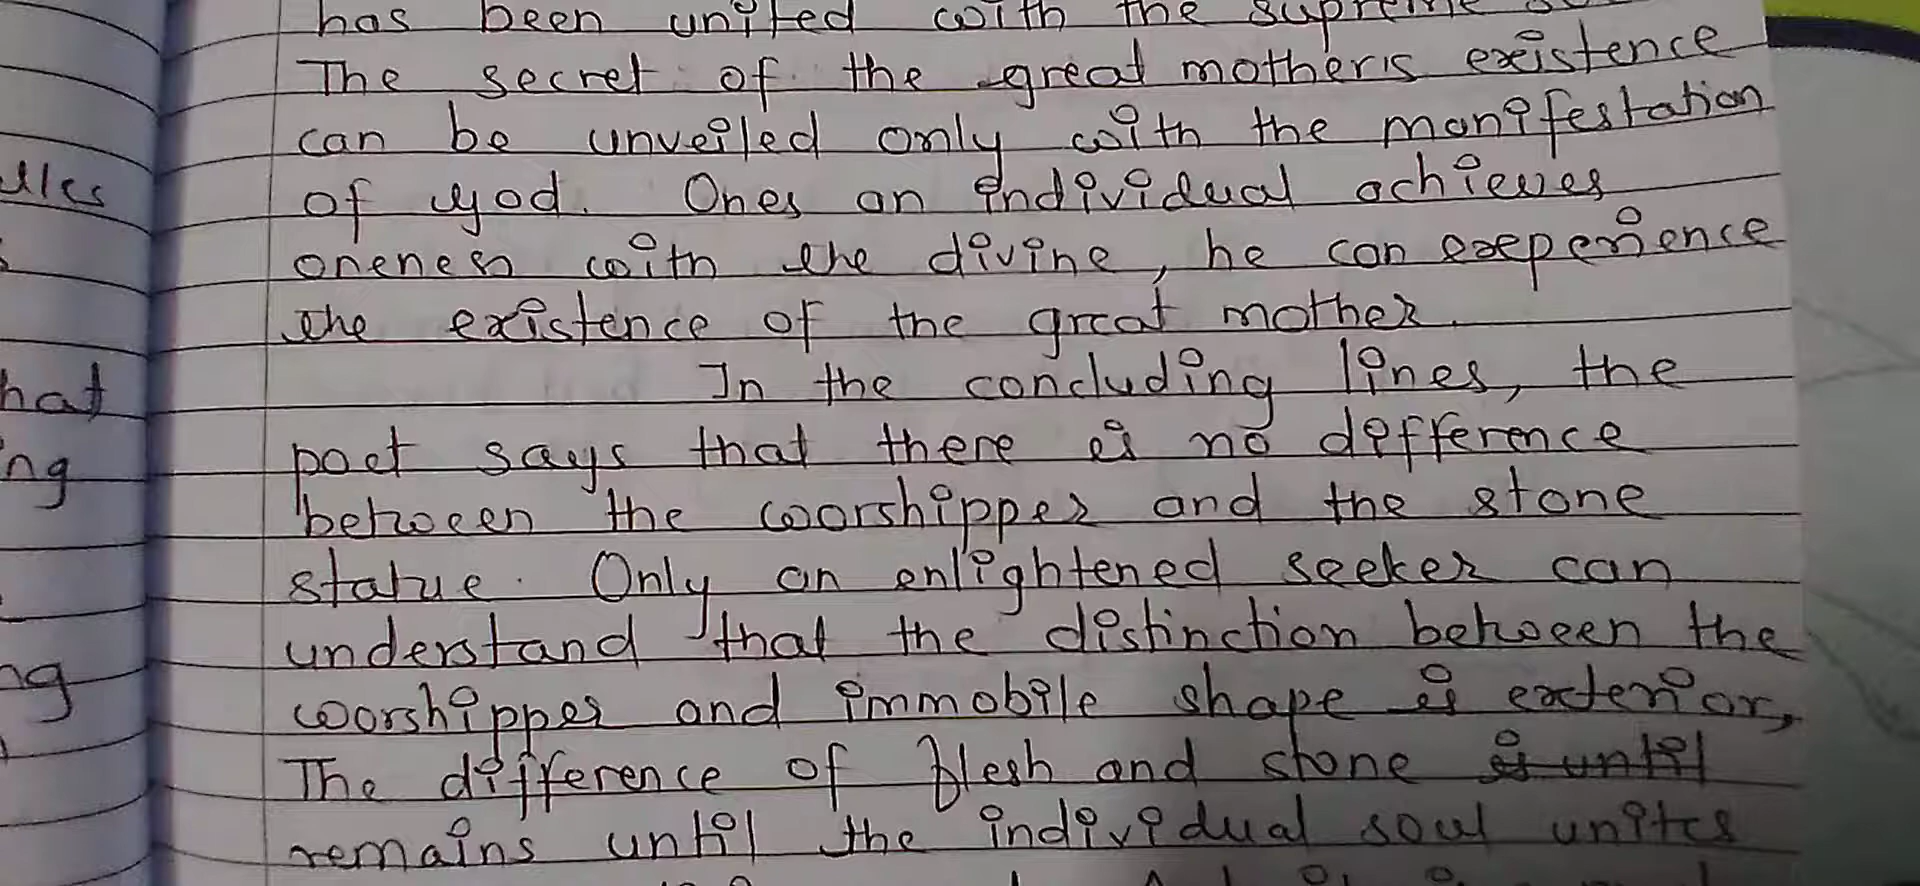 has been united with the supreme
The secret of the great mother's existence
can be unveiled only with the manifestation
of god. Ones an individual achieves
oneness with the divine, he can experience
the existence of the great mother.
In the concluding lines, the
poet says that there is no difference
between the worshipper and the stone
statue. Only an enlightened seeker can
understand that the distinction between the
worshipper and immobile shape is exterior,
The difference of flesh and stone is until
remains until the individual soul unites
hat
ng
ng